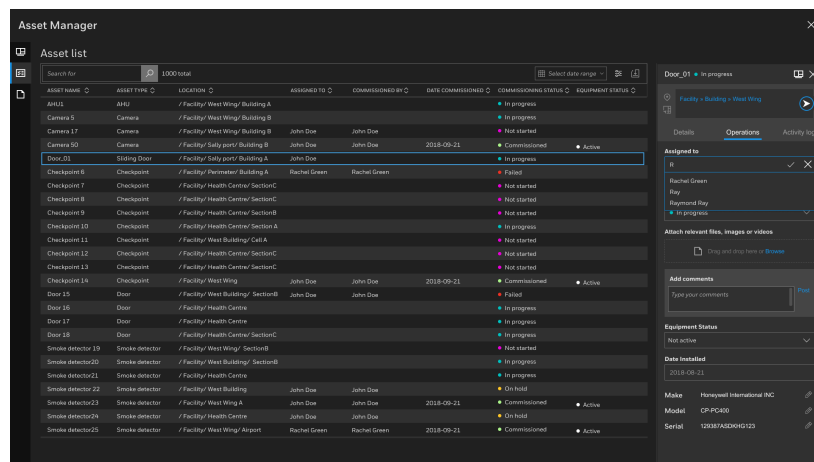 Asset Manager
Asset list
Search for
1000 total
Select date range
ASSET NAME ASSET TYPE LOCATION ASSIGNED TO COMMISSIONED BY DATE COMMISSIONED COMMISSIONING STATUS EQUIPMENT STATUS
AHU1 AHU / Facility/ West Wing/ Building A In progress
Camera 5 Camera / Facility/ West Wing/ Building B In progress
Camera 17 Camera / Facility/ West Wing/ Building B John Doe John Doe Not started
Camera 50 Camera / Facility/ Sally port/ Building B John Doe John Doe 2018-09-21 Commissioned Active
Door_01 Sliding Door / Facility/ Sally port/ Building A John Doe In progress
Checkpoint 6 Checkpoint / Facility/ Perimeter/ Building A Rachel Green Rachel Green Failed
Checkpoint 7 Checkpoint / Facility/ Health Centre/ SectionC Not started
Checkpoint 8 Checkpoint / Facility/ Health Centre/ SectionC Not started
Checkpoint 9 Checkpoint / Facility/ Health Centre/ SectionB Not started
Checkpoint 10 Checkpoint / Facility/ Health Centre/ Section A In progress
Checkpoint 11 Checkpoint / Facility/ West Building/ Cell A Not started
Checkpoint 12 Checkpoint / Facility/ Health Centre/ SectionC Not started
Checkpoint 13 Checkpoint / Facility/ Health Centre/ SectionC Not started
Checkpoint 14 Checkpoint / Facility/ West Wing John Doe John Doe 2018-09-21 Commissioned Active
Door 15 Door / Facility/ West Building/ SectionB John Doe John Doe Failed
Door 16 Door / Facility/ Health Centre In progress
Door 17 Door / Facility/ Health Centre In progress
Door 18 Door / Facility/ Health Centre/ SectionC In progress
Smoke detector 19 Smoke detector / Facility/ West Wing/ SectionB Not started
Smoke detector20 Smoke detector / Facility/ West Building/ SectionB In progress
Smoke detector21 Smoke detector / Facility/ Health Centre In progress
Smoke detector 22 Smoke detector / Facility/ West Building John Doe John Doe On hold
Smoke detector23 Smoke detector / Facility/ West Wing A John Doe John Doe 2018-09-21 Commissioned Active
Smoke detector24 Smoke detector / Facility/ Health Centre John Doe John Doe On hold
Smoke detector25 Smoke detector / Facility/ West Wing/ Airport Rachel Green Rachel Green 2018-09-21 Commissioned Active
Door_01 In progress
Facility » Building » West Wing
Details Operations Activity log
Assigned to
R
Rachel Green
Ray
Raymond Ray
In progress
Attach relevant files, images or videos
Drag and drop here or Browse
Add comments
Type your comments
Post
Equipment Status
Not active
Date Installed
2018-08-21
Make Honeywell International INC
Model CP-PC400
Serial 129387ASDKHG123